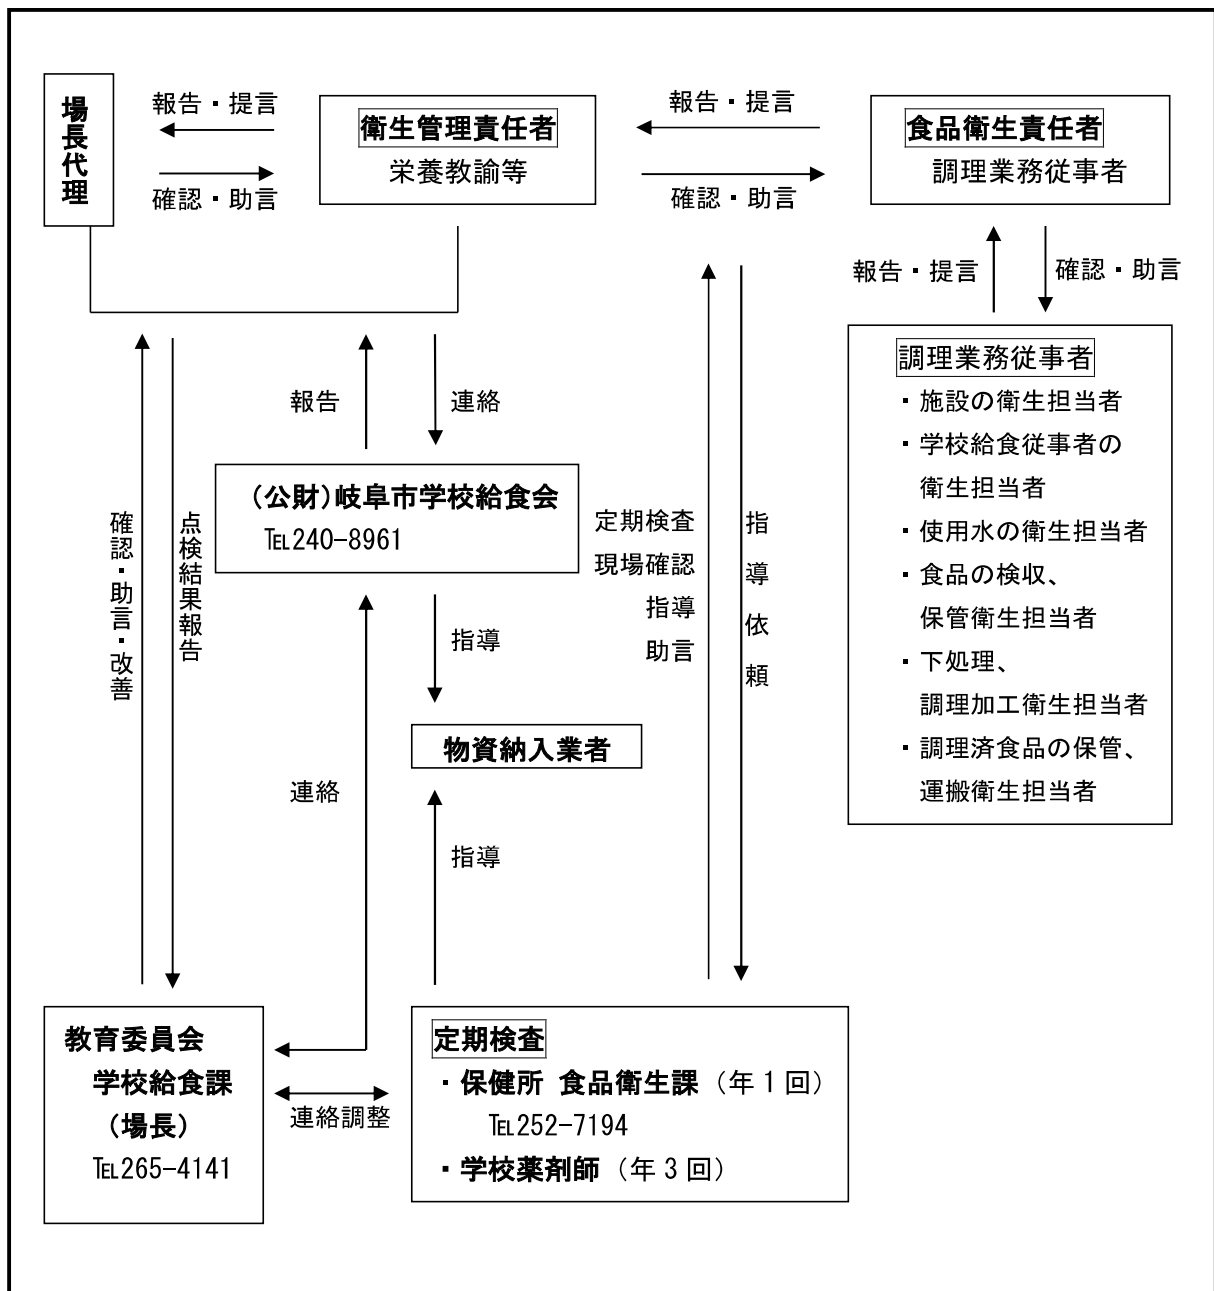 場長代理
報告・提言
確認・助言
衛生管理責任者
栄養教諭等
報告・提言
確認・助言
食品衛生責任者
調理業務従事者
報告・提言
確認・助言
調理業務従事者
・施設の衛生担当者
・学校給食従事者の
衛生担当者
・使用水の衛生担当者
・食品の検収、
保管衛生担当者
・下処理、
調理加工衛生担当者
・調理済食品の保管、
運搬衛生担当者
報告
連絡
（公財）岐阜市学校給食会
℡240-8961
確認・助言・改善
点検結果報告
定期検査
現場確認
指導
助言
指導依頼
指導
物資納入業者
連絡
指導
教育委員会
学校給食課
（場長）
℡265-4141
連絡調整
定期検査
・保健所 食品衛生課（年1回）
℡252-7194
・学校薬剤師（年3回）